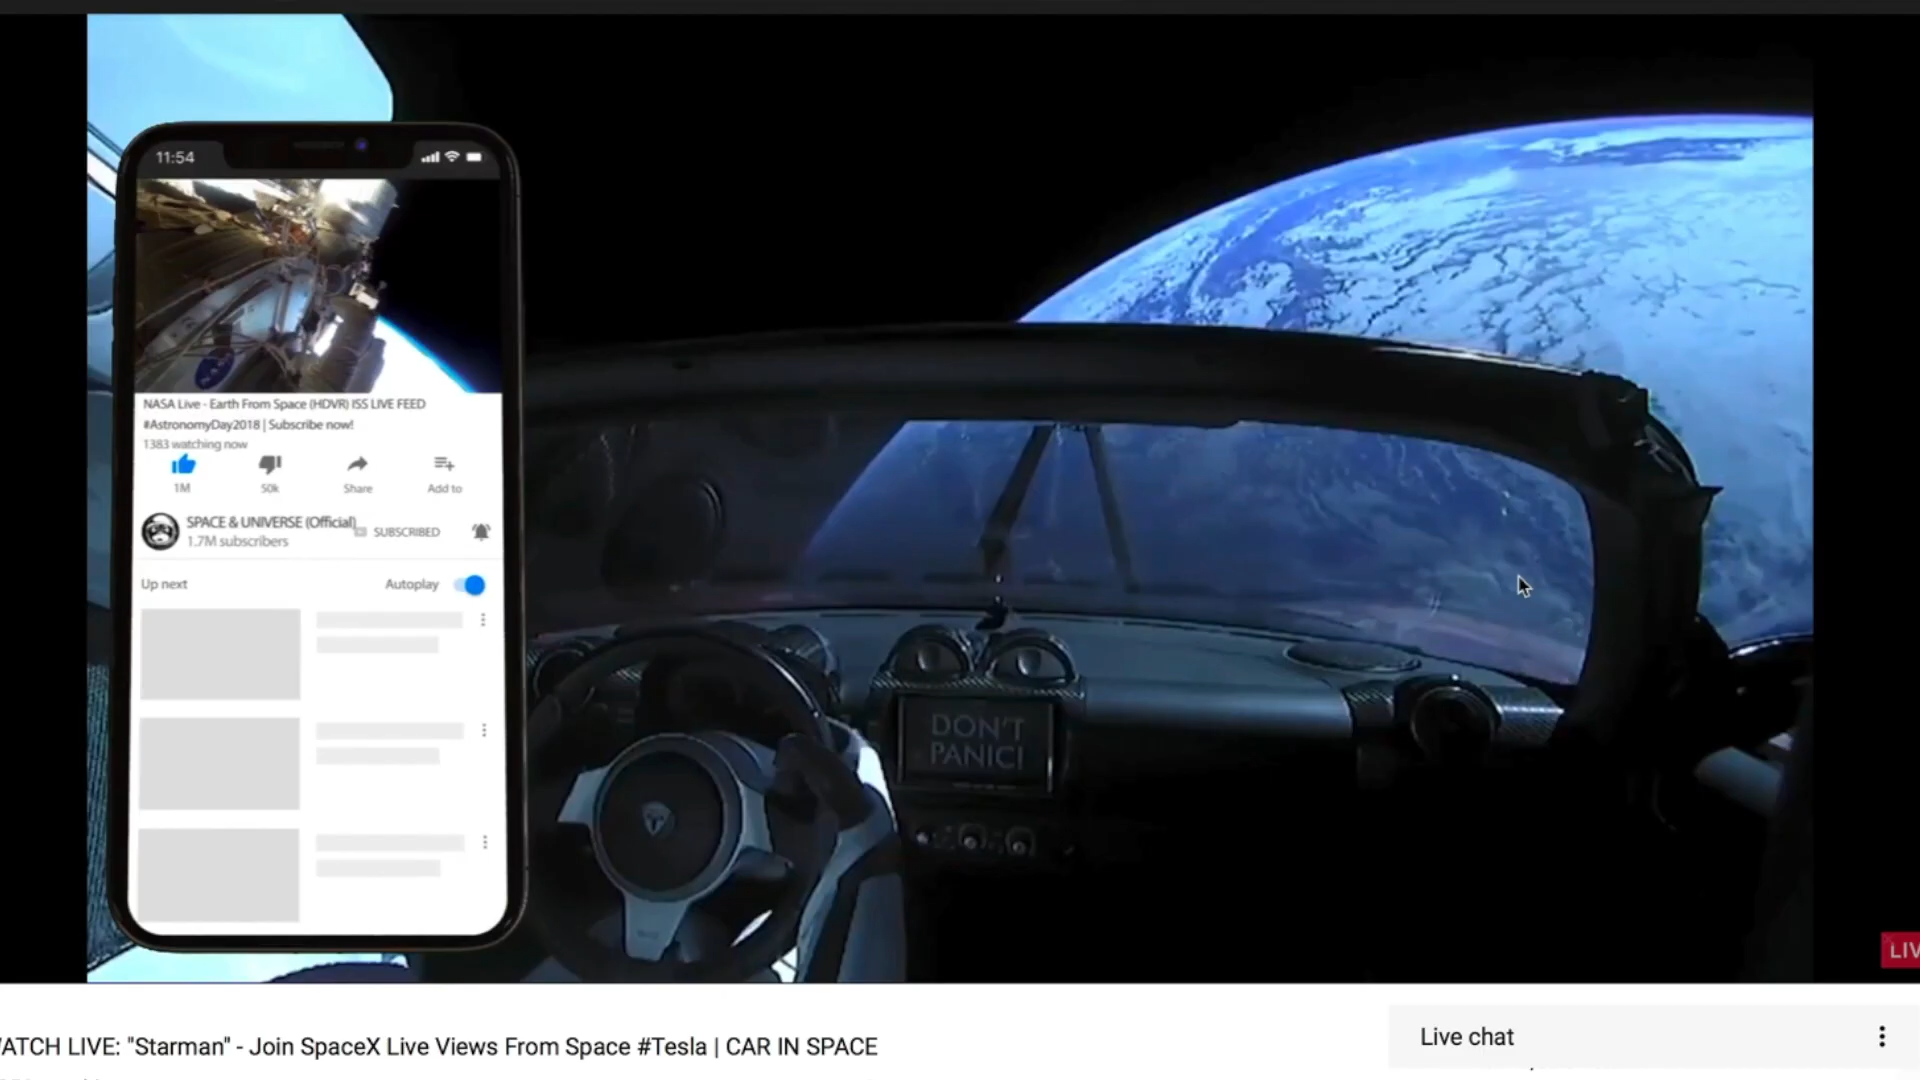 11:54
NASA Live - Earth From Space (HDVR) ISS LIVE FEED
#AstronomyDay2018 | Subscribe now!
1383 watching now
1M
50k
Share
Add to
SPACE & UNIVERSE (Official)
1.7M subscribers
SUBSCRIBED
Up next
Autoplay
DON'T
PANIC!
LIV
ATCH LIVE: "Starman" - Join SpaceX Live Views From Space #Tesla | CAR IN SPACE
Live chat